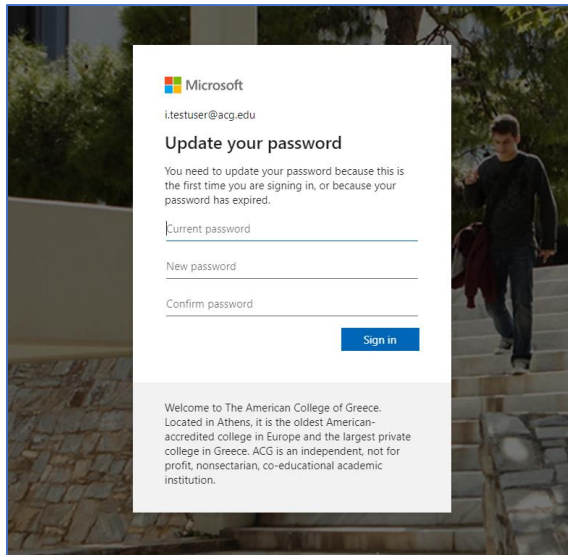 Microsoft
i.testuser@acg.edu
Update your password
You need to update your password because this is
the first time you are signing in, or because your
password has expired.
Current password
New password
Confirm password
Sign in
Welcome to The American College of Greece.
Located in Athens, it is the oldest American-
accredited college in Europe and the largest private
college in Greece. ACG is an independent, not for
profit, nonsectarian, co-educational academic
institution.